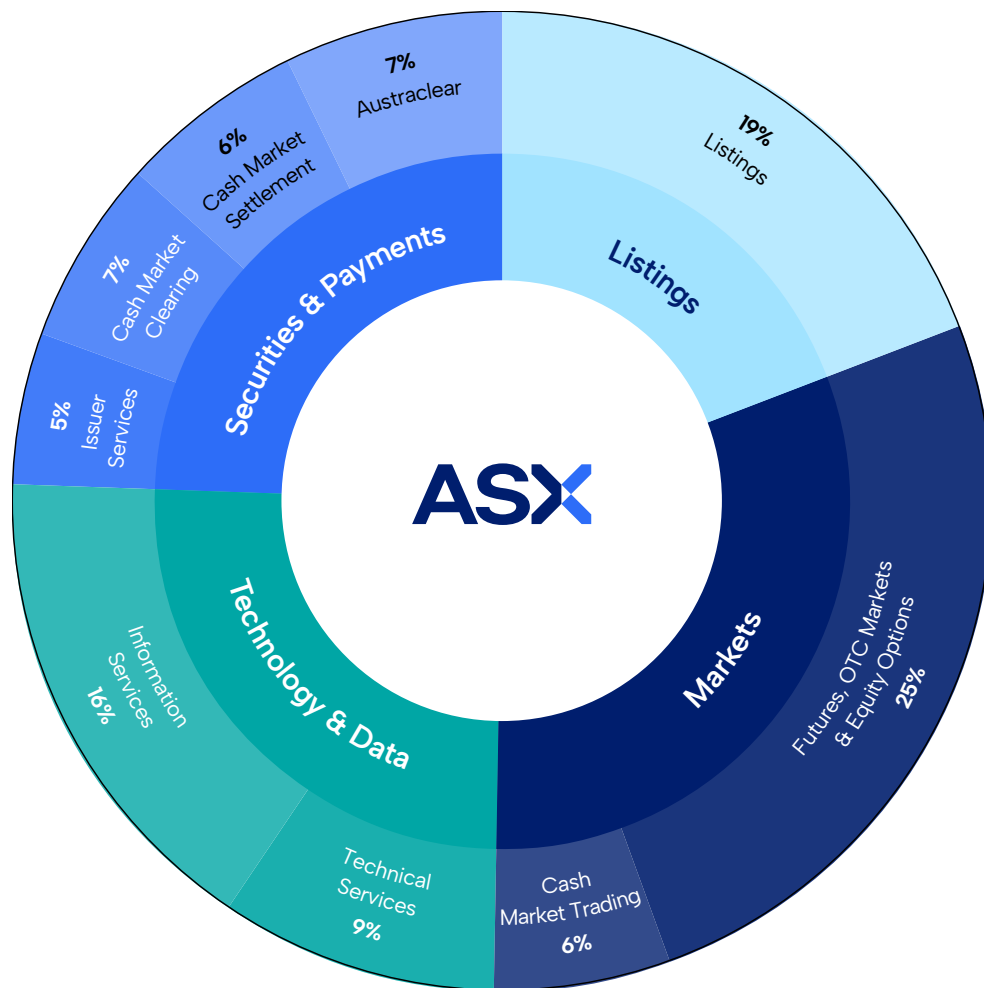 19%
Listings
Listings
Futures, OTC Markets
& Equity Options
25%
Markets
Cash
Market Trading
6%
Technical
Services
9%
Information
Services
16%
Technology & Data
5%
Issuer
Services
7%
Cash Market
Clearing
6%
Cash Market
Settlement
7%
Austraclear
Securities & Payments
ASX